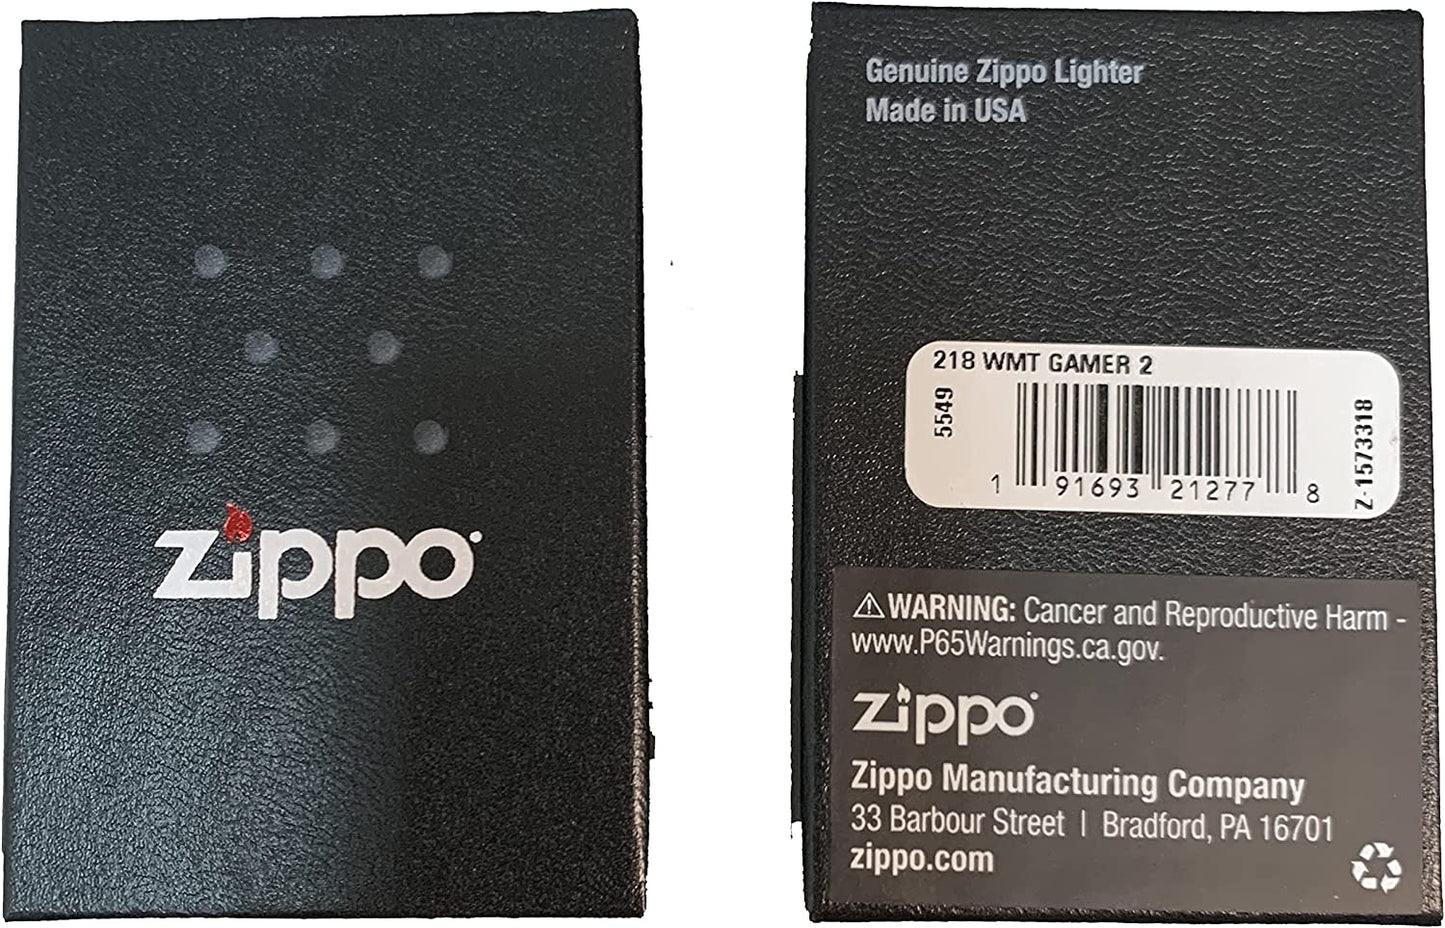 zippo
Genuine Zippo Lighter
Made in USA
218 WMT GAMER 2
5549
1 91693 21277 8
Z-1573318
⚠WARNING: Cancer and Reproductive Harm -
www.P65Warnings.ca.gov.
zippo
Zippo Manufacturing Company
33 Barbour Street | Bradford, PA 16701
zippo.com